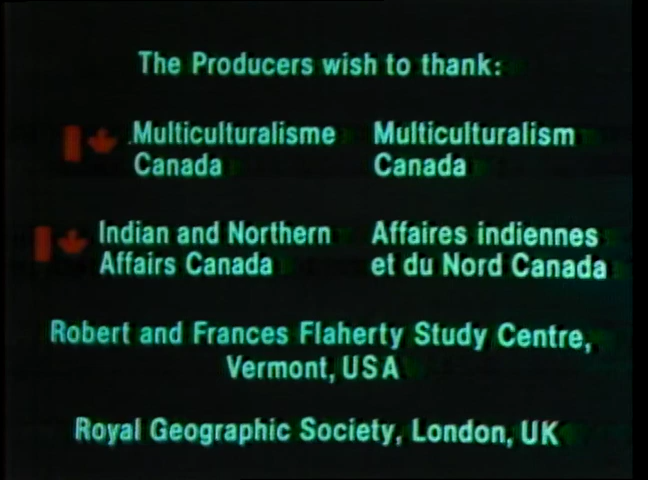 The Producers wish to thank:
Multiculturalisme Canada
Multiculturalism Canada
Indian and Northern Affairs Canada
Affaires indiennes et du Nord Canada
Robert and Frances Flaherty Study Centre,
Vermont, USA
Royal Geographic Society, London, UK